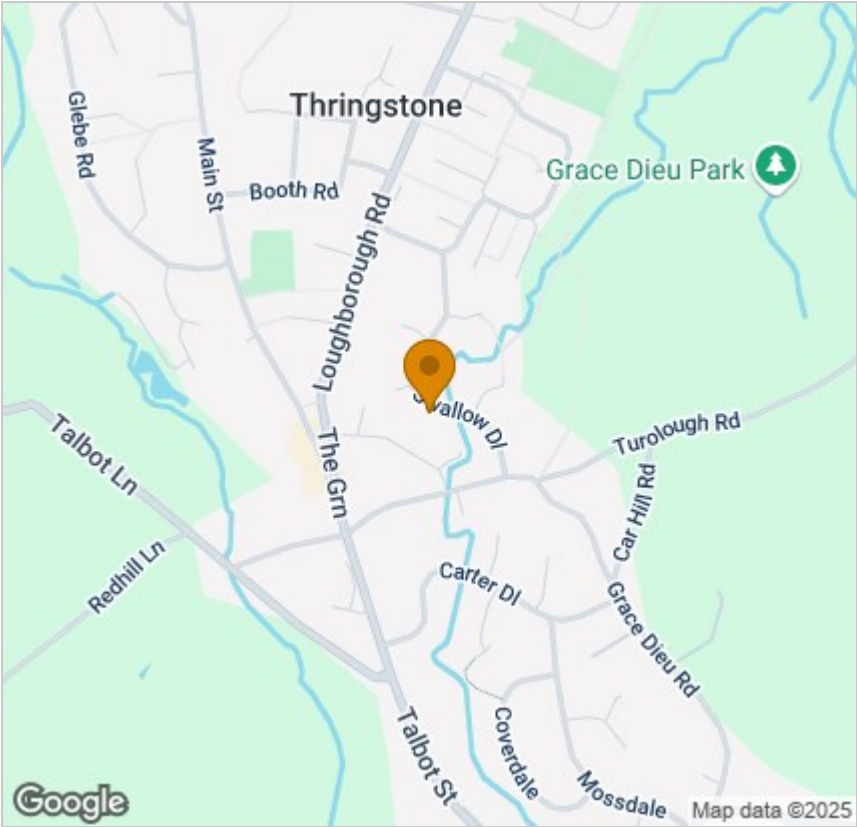 Thringstone
Glebe Rd
Main St
Grace Dieu Park
Booth Rd
Loughborough Rd
Swallow Dl
Turolough Rd
Talbot Ln
The Grn
Car Hill Rd
Redhill Ln
Carter Dl
Grace Dieu Rd
Talbot St
Coverdale
Mossdale
Google
Map data ©2025